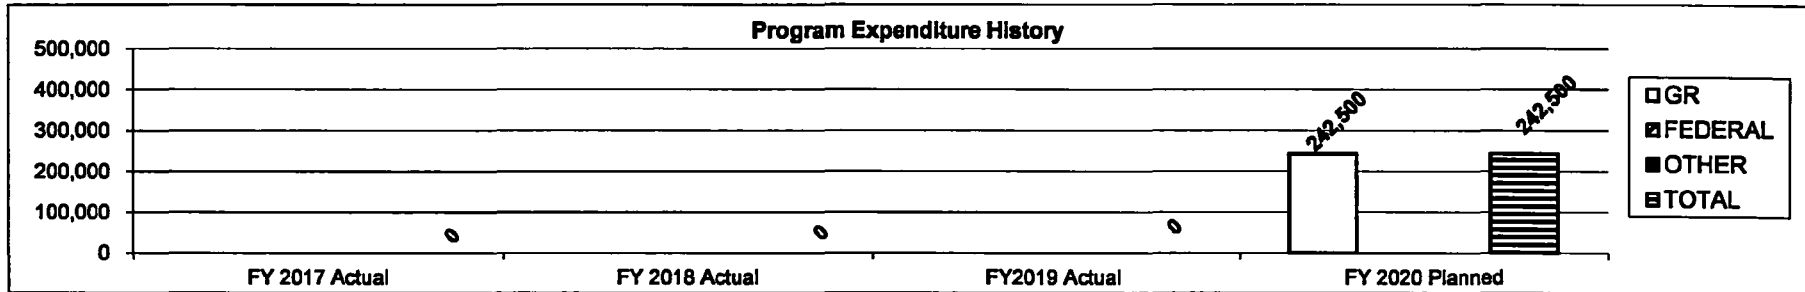 Program Expenditure History
500,000
400,000
300,000
200,000
100,000
0
0
0
0
242,500
242,500
FY 2017 Actual
FY 2018 Actual
FY2019 Actual
FY 2020 Planned
GR
FEDERAL
OTHER
TOTAL